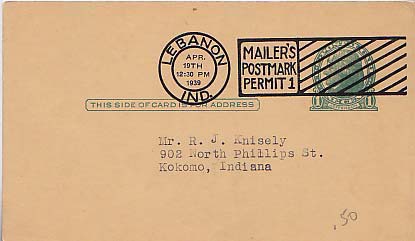 LEBANON
APR.
19TH
12:30 PM
1939
IND.
MAILER'S
POSTMARK
PERMIT 1
THIS SIDE OF CARD IS FOR ADDRESS
Mr. R. J. Knisely
902 North Phillips St.
Kokomo, Indiana
.50